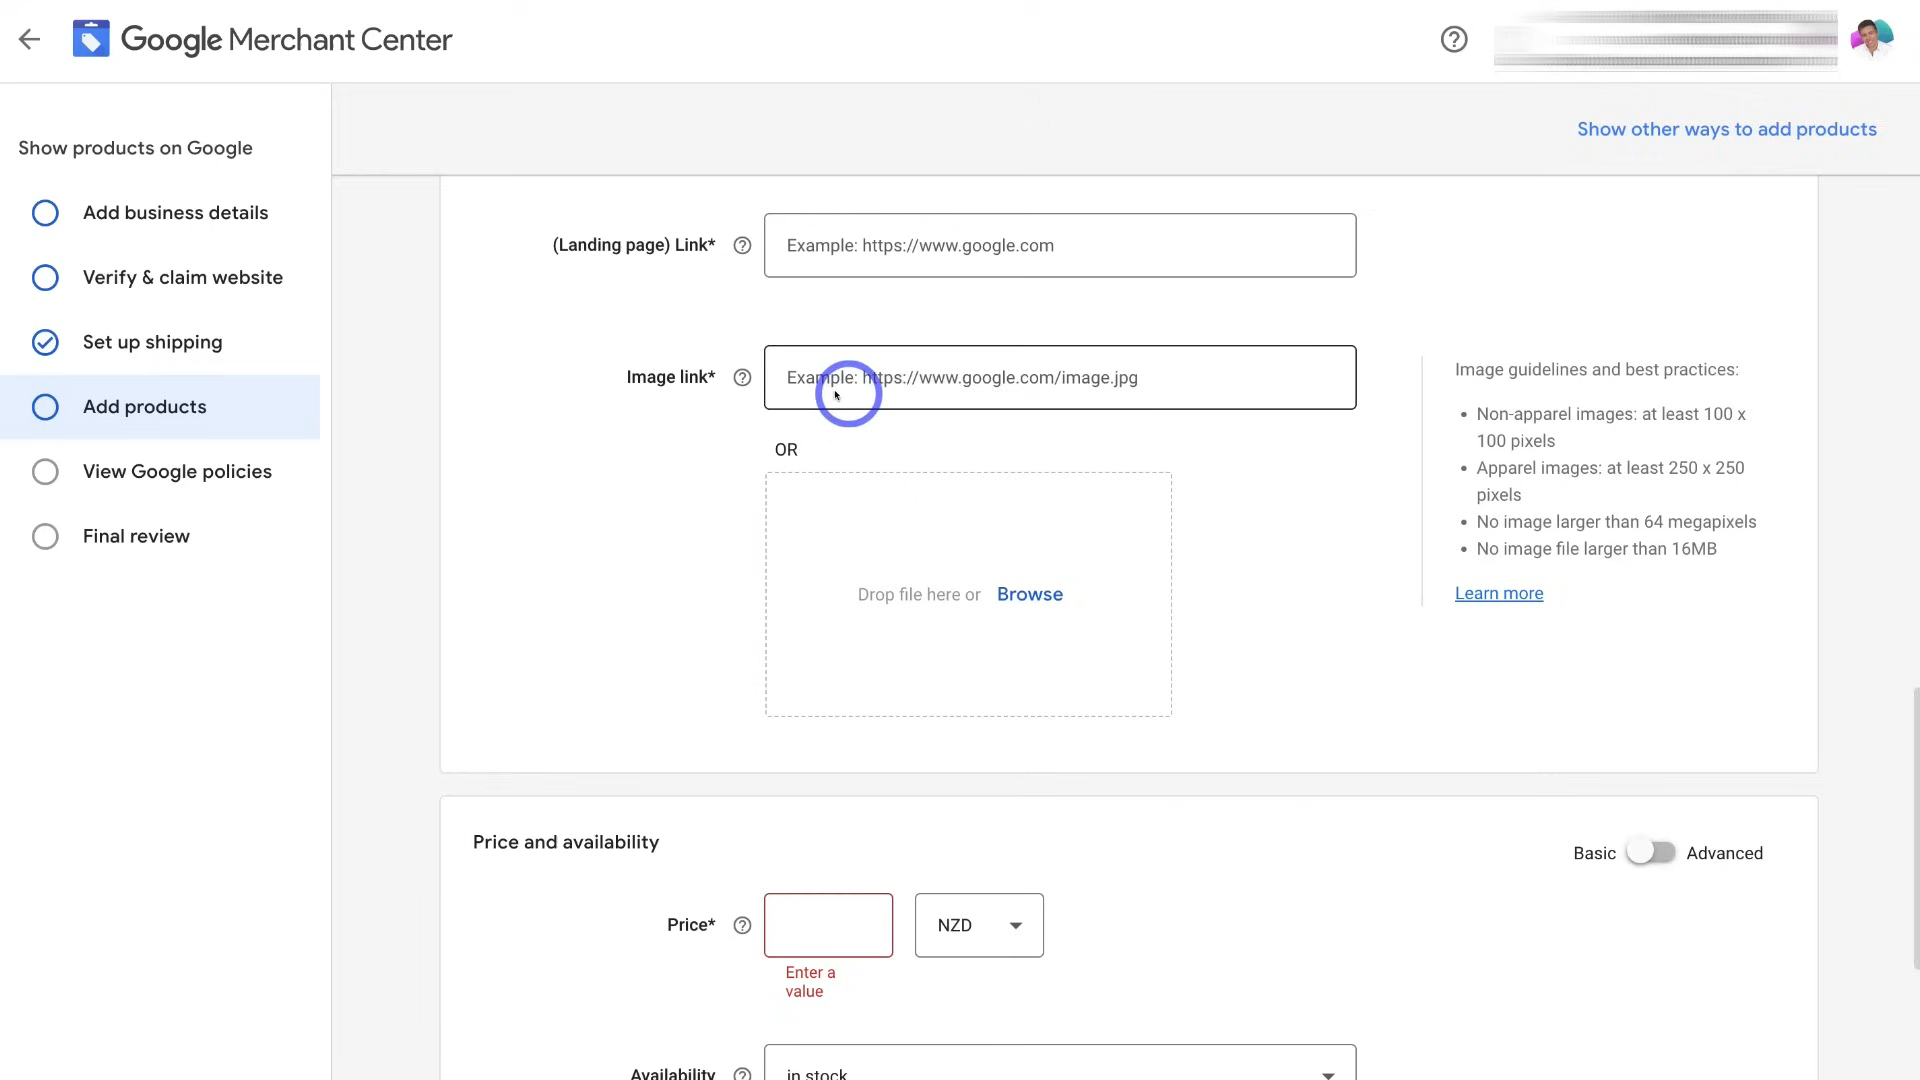 Google Merchant Center
Show other ways to add products
Show products on Google
Add business details
Verify & claim website
Set up shipping
Add products
View Google policies
Final review
(Landing page) Link*
Example: https://www.google.com
Image link*
Example: https://www.google.com/image.jpg
OR
Drop file here or Browse
Image guidelines and best practices:
• Non-apparel images: at least 100 x
100 pixels
• Apparel images: at least 250 x 250
pixels
• No image larger than 64 megapixels
• No image file larger than 16MB
Learn more
Price and availability
Basic
Advanced
Price*
NZD
Enter a
value
Availability
in stock